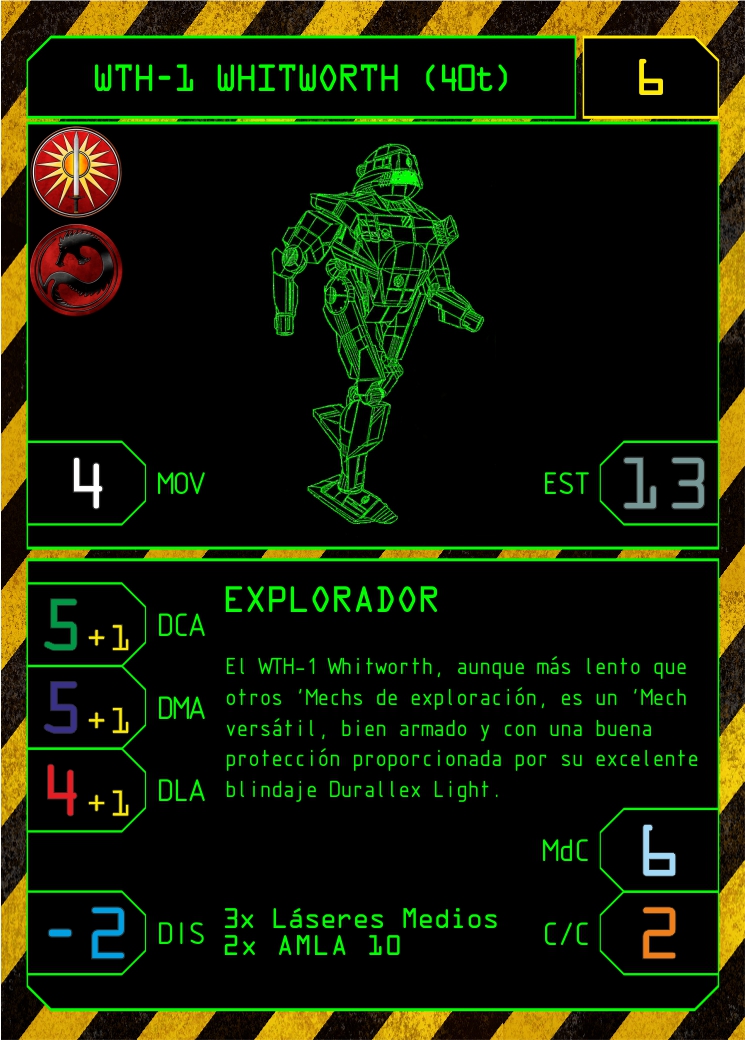 WTH-1 WHITWORTH (40t)
6
4 MOV
EST 13
5 +1 DCA
5 +1 DMA
4 +1 DLA
EXPLORADOR
El WTH-1 Whitworth, aunque más lento que
otros 'Mechs de exploración, es un 'Mech
versátil, bien armado y con una buena
protección proporcionada por su excelente
blindaje Durallex Light.
MdC 6
-2 DIS
3x Láseres Medios
2x AMLA 10
C/C 2